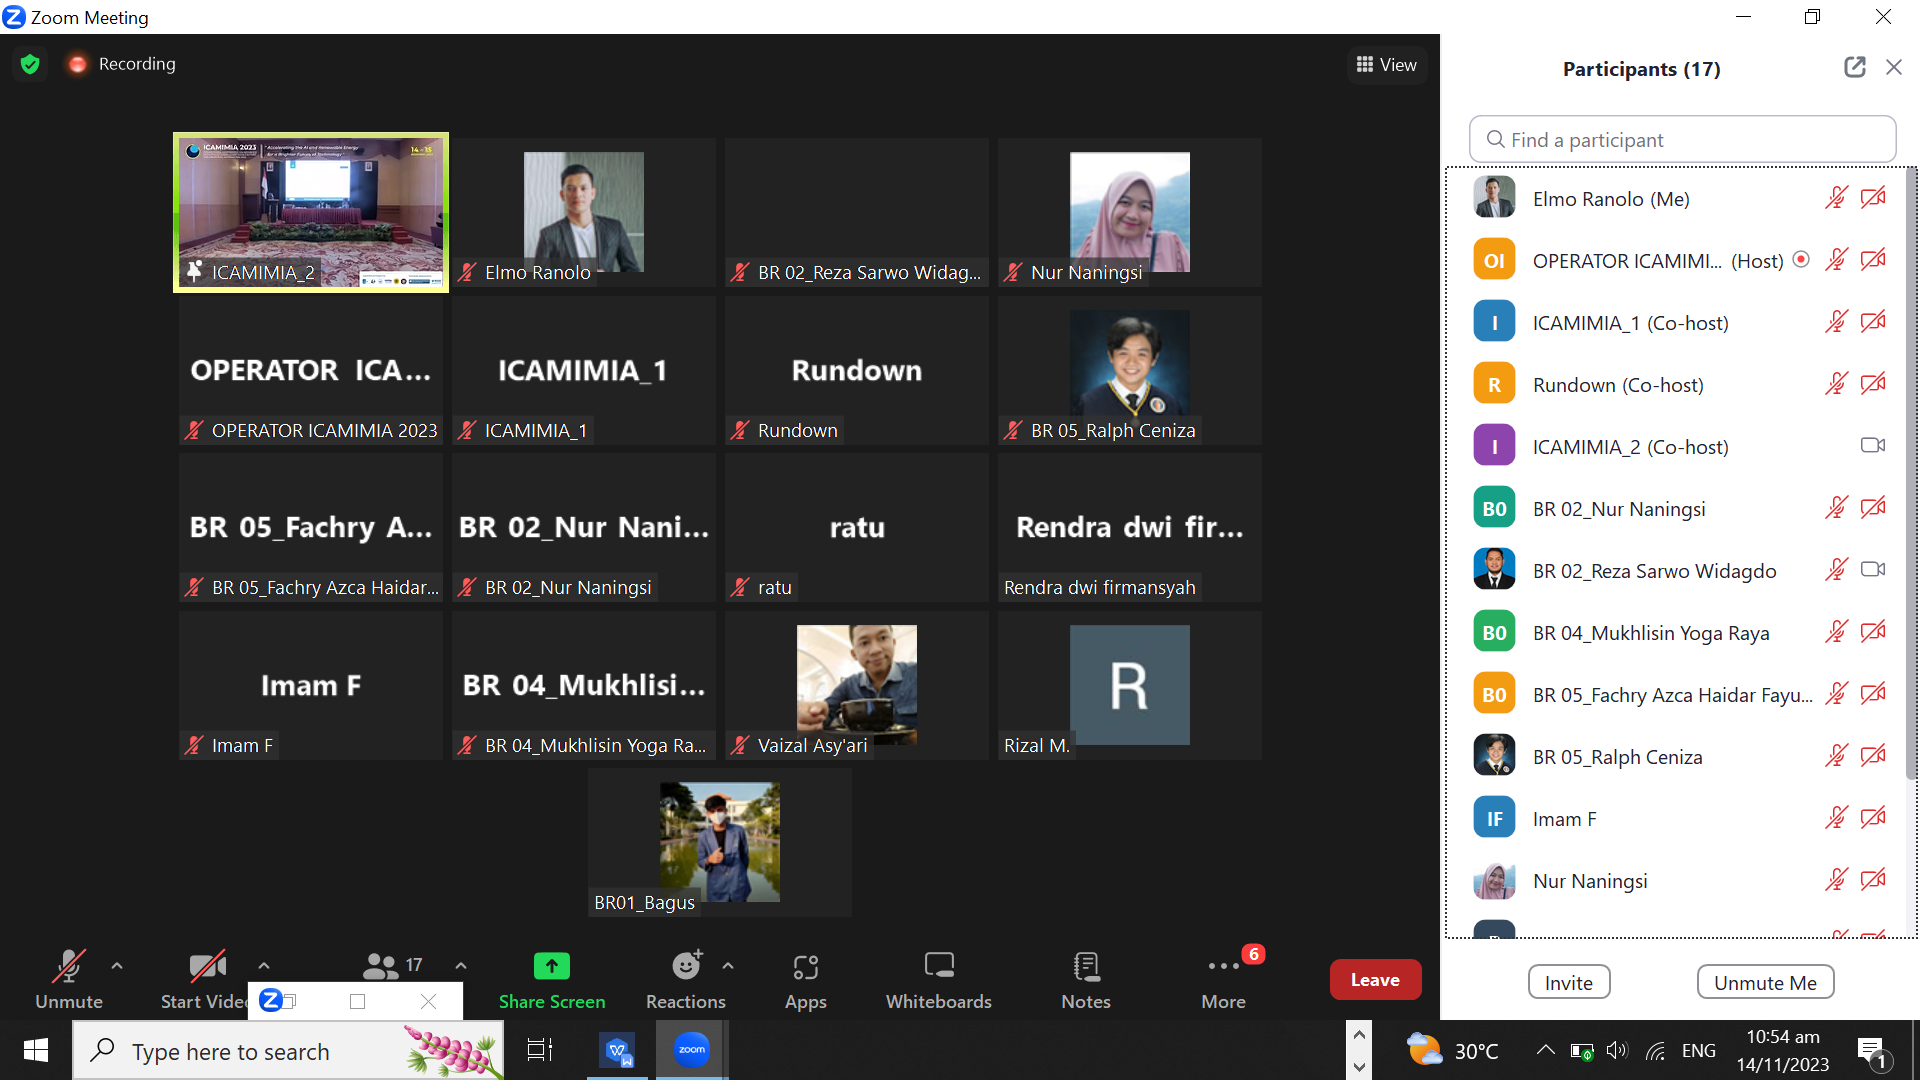 Zoom Meeting
Recording
View
ICAMIMIA 2023
"Accelerating the AI and Renewable Energy
for a Brighter Future of Technology"
14 - 15
ICAMIMIA_2
Elmo Ranolo
BR 02_Reza Sarwo Widag...
Nur Naningsi
OPERATOR ICA...
ICAMIMIA_1
Rundown
OPERATOR ICAMIMIA 2023
ICAMIMIA_1
Rundown
BR 05_Ralph Ceniza
BR 05_Fachry A...
BR 02_Nur Nani...
ratu
Rendra dwi fir...
BR 05_Fachry Azca Haidar...
BR 02_Nur Naningsi
ratu
Rendra dwi firmansyah
Imam F
BR 04_Mukhlisi...
R
Imam F
BR 04_Mukhlisin Yoga Ra...
Vaizal Asy'ari
Rizal M.
BR01_Bagus
Unmute
Start Video
17
Share Screen
Reactions
Apps
Whiteboards
Notes
6
More
Leave
Participants (17)
Find a participant
Elmo Ranolo (Me)
OI
OPERATOR ICAMIMI... (Host)
I
ICAMIMIA_1 (Co-host)
R
Rundown (Co-host)
I
ICAMIMIA_2 (Co-host)
B0
BR 02_Nur Naningsi
BR 02_Reza Sarwo Widagdo
B0
BR 04_Mukhlisin Yoga Raya
B0
BR 05_Fachry Azca Haidar Fayu...
BR 05_Ralph Ceniza
IF
Imam F
Nur Naningsi
Invite
Unmute Me
Type here to search
zoom
30°C
ENG
10:54 am
14/11/2023
1